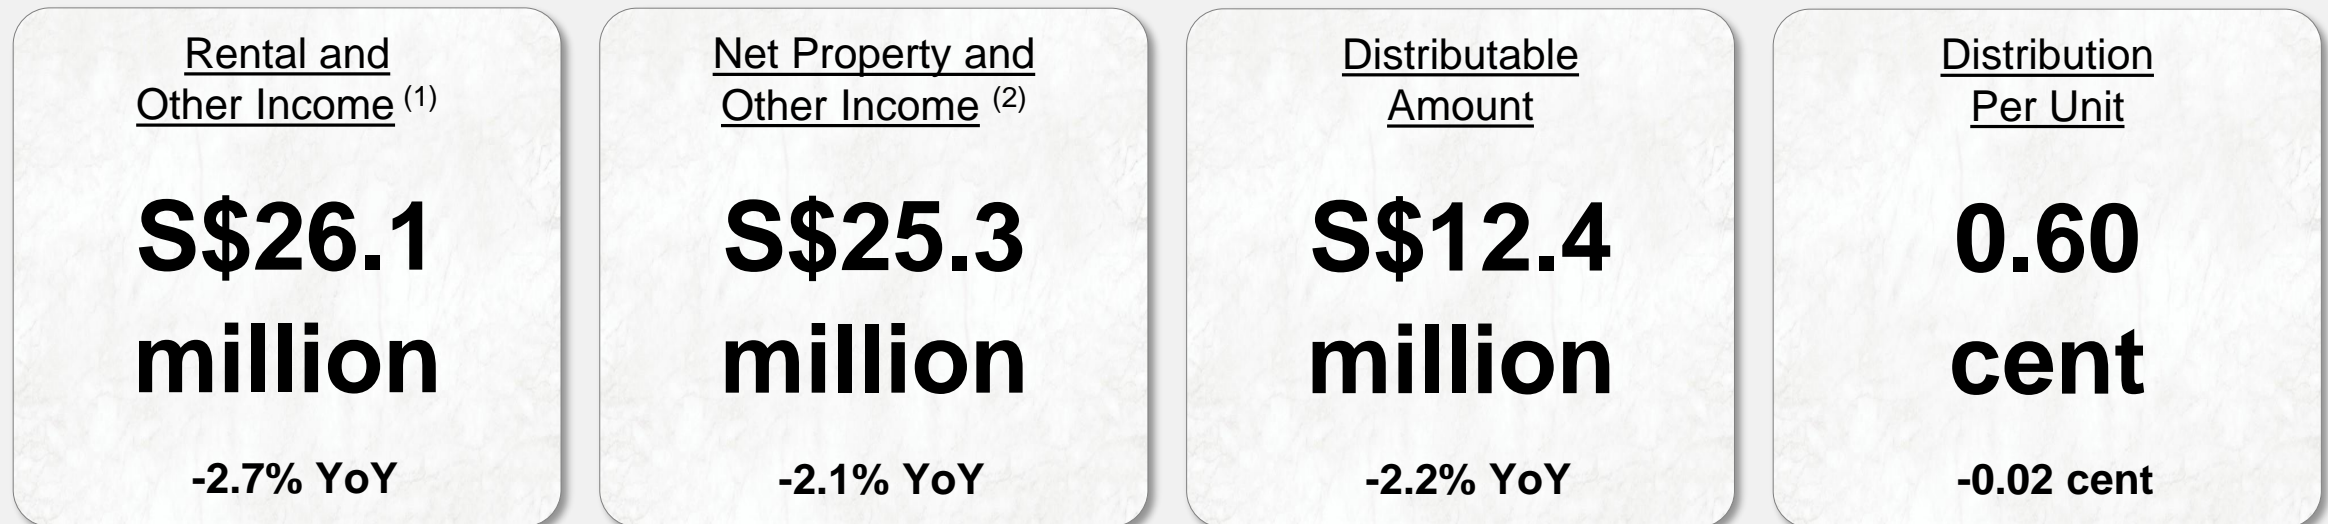 Rental and
Other Income (1)
S$26.1
million
-2.7% YoY
Net Property and
Other Income (2)
S$25.3
million
-2.1% YoY
Distributable
Amount
S$12.4
million
-2.2% YoY
Distribution
Per Unit
0.60
cent
-0.02 cent